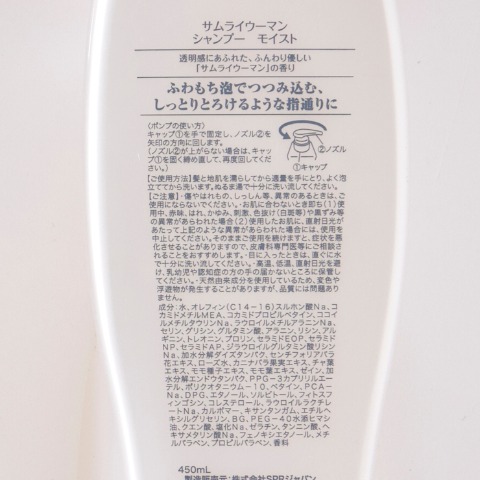 サムライウーマン
シャンプー モイスト
透明感にあふれた、ふんわり優しい
「サムライウーマン」の香り
ふわもち泡でつつみ込む、
しっとりとろけるような指通りに
〈ポンプの使い方〉
キャップ①を手で固定し、ノズル②を
矢印の方向に回します。
(ノズル②が上がらない場合は、キャッ
プ①を固く締め直して、再度回してくだ
さい。)
②ノズル
①キャップ
【ご使用方法】髪と地肌を濡らしてから適量を手にとり、よく泡
立ててから洗います。ぬるま湯で十分に洗い流してください。
【ご注意】・傷やはれもの、しっしん等、異常のあるときは、ご
使用にならないでください。・お肌に合わないとき即ち(1)使
用中、赤味、はれ、かゆみ、刺激、色抜け(白斑等)や黒ずみ等
の異常があらわれた場合(2)使用したお肌に、直射日光が
あたって上記のような異常があらわれた場合には、使用を
中止してください。そのままご使用を続けますと、症状を悪
化させることがありますので、皮膚科専門医等にご相談さ
れることをおすすめします。・目に入ったときは、直ぐに水
で十分に洗い流してください。・高温、低温、直射日光を避
け、乳幼児や認知症の方の手の届かないところに保管し
てください。・天然由来成分を使用しているため、変色や
浮遊物が発生することがありますが、品質には問題あり
ません。
成分：水、オレフィン(C14-16)スルホン酸Na、コ
カミドメチルMEA、コカミドプロピルベタイン、ココイ
ルメチルタウリンNa、ラウロイルメチルアラニンNa、
セリン、グリシン、グルタミン酸、アラニン、リシン、アル
ギニン、トレオニン、プロリン、セラミドEOP、セラミド
NP、セラミドAP、ジラウロイルグルタミン酸リシン
Na、加水分解ダイズタンパク、センチフォリアバラ
花エキス、ローズ水、カニナバラ果実エキス、チャ葉
エキス、モモ種子エキス、モモ葉エキス、ゼイン、加
水分解エンドウタンパク、PPG-3カプリリルエー
テル、ポリクオタニウム-10、ベタイン、PCA-
Na、DPG、エタノール、ソルビトール、フィトスフ
ィンゴシン、コレステロール、ラウロイルラクチレ
ートNa、カルボマー、キサンタンガム、エチルヘ
キシルグリセリン、BG、PEG-40水添ヒマシ
油、クエン酸、塩化Na、ゼラチン、タンニン酸、ヘ
キサメタリン酸Na、フェノキシエタノール、メチル
パラベン、プロピルパラベン、香料
450mL
製造販売元：株式会社SPRジャパン